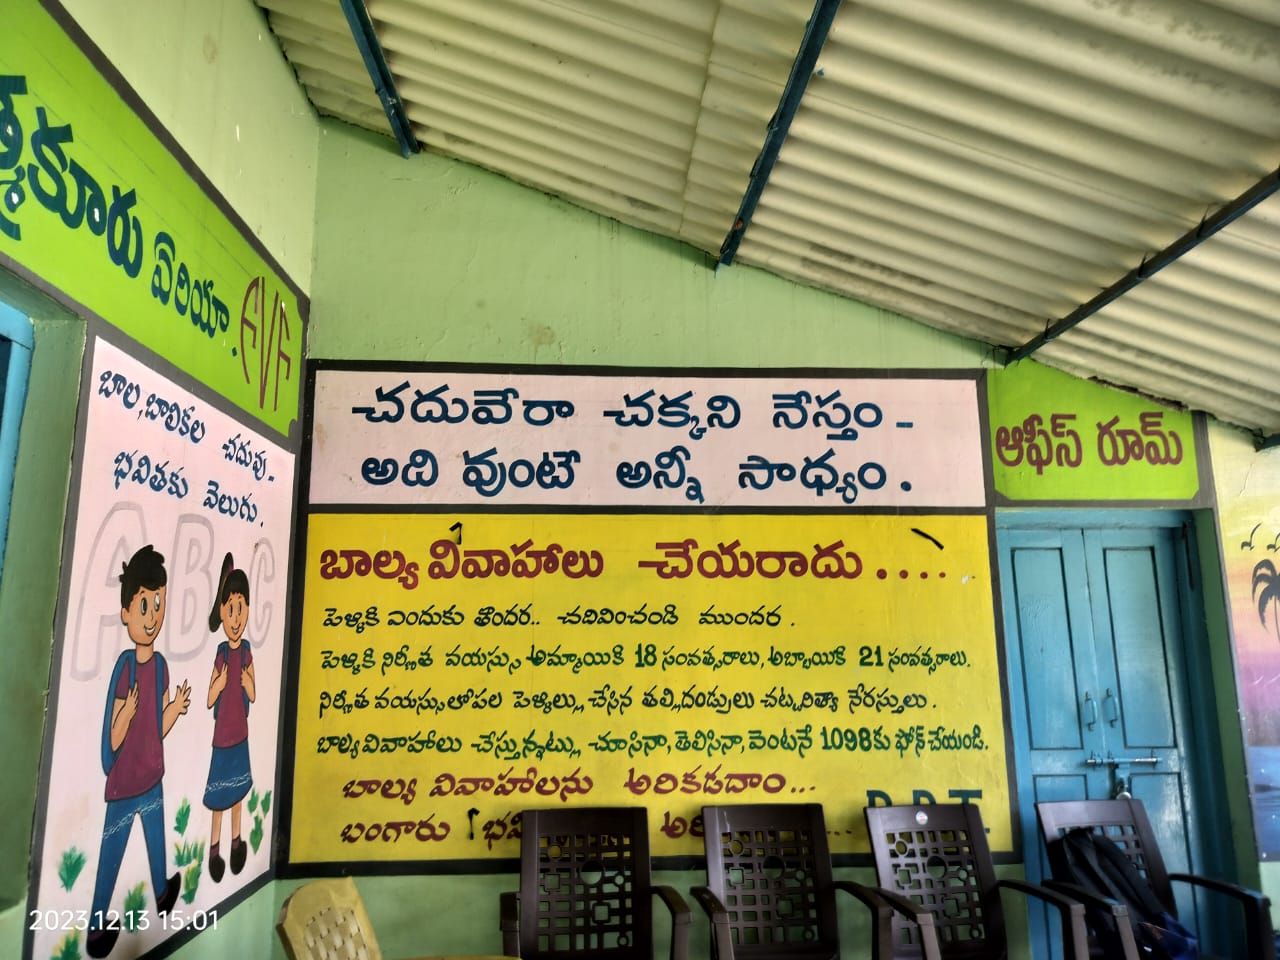 ఏరియా. FVF
బాల,బాలికల చదువు-
భవితకు వెలుగు.
A B C
చదువేరా చక్కని నేస్తం-
అది వుంటే అన్నీ సాధ్యం.
ఆఫీస్ రూమ్
బాల్య వివాహాలు చేయరాదు....
పెళ్ళికి ఎందుకు తొందర.. చదివించండి ముందర.
పెళ్ళికి నిర్ణీత వయస్సు అమ్మాయికి 18 సంవత్సరాలు, అబ్బాయికి 21 సంవత్సరాలు.
నిర్ణీత వయస్సులోపల పెళ్ళిల్లు చేసిన తల్లిదండ్రులు చట్టరిత్యా నేరస్తులు.
బాల్యవివాహాలు చేస్తున్నట్లు చూసినా, తెలిసినా, వెంటనే 1098కు ఫోన్ చేయండి.
బాల్య వివాహాలను అరికడదాం...
బంగారు
2023.12.13 15:01